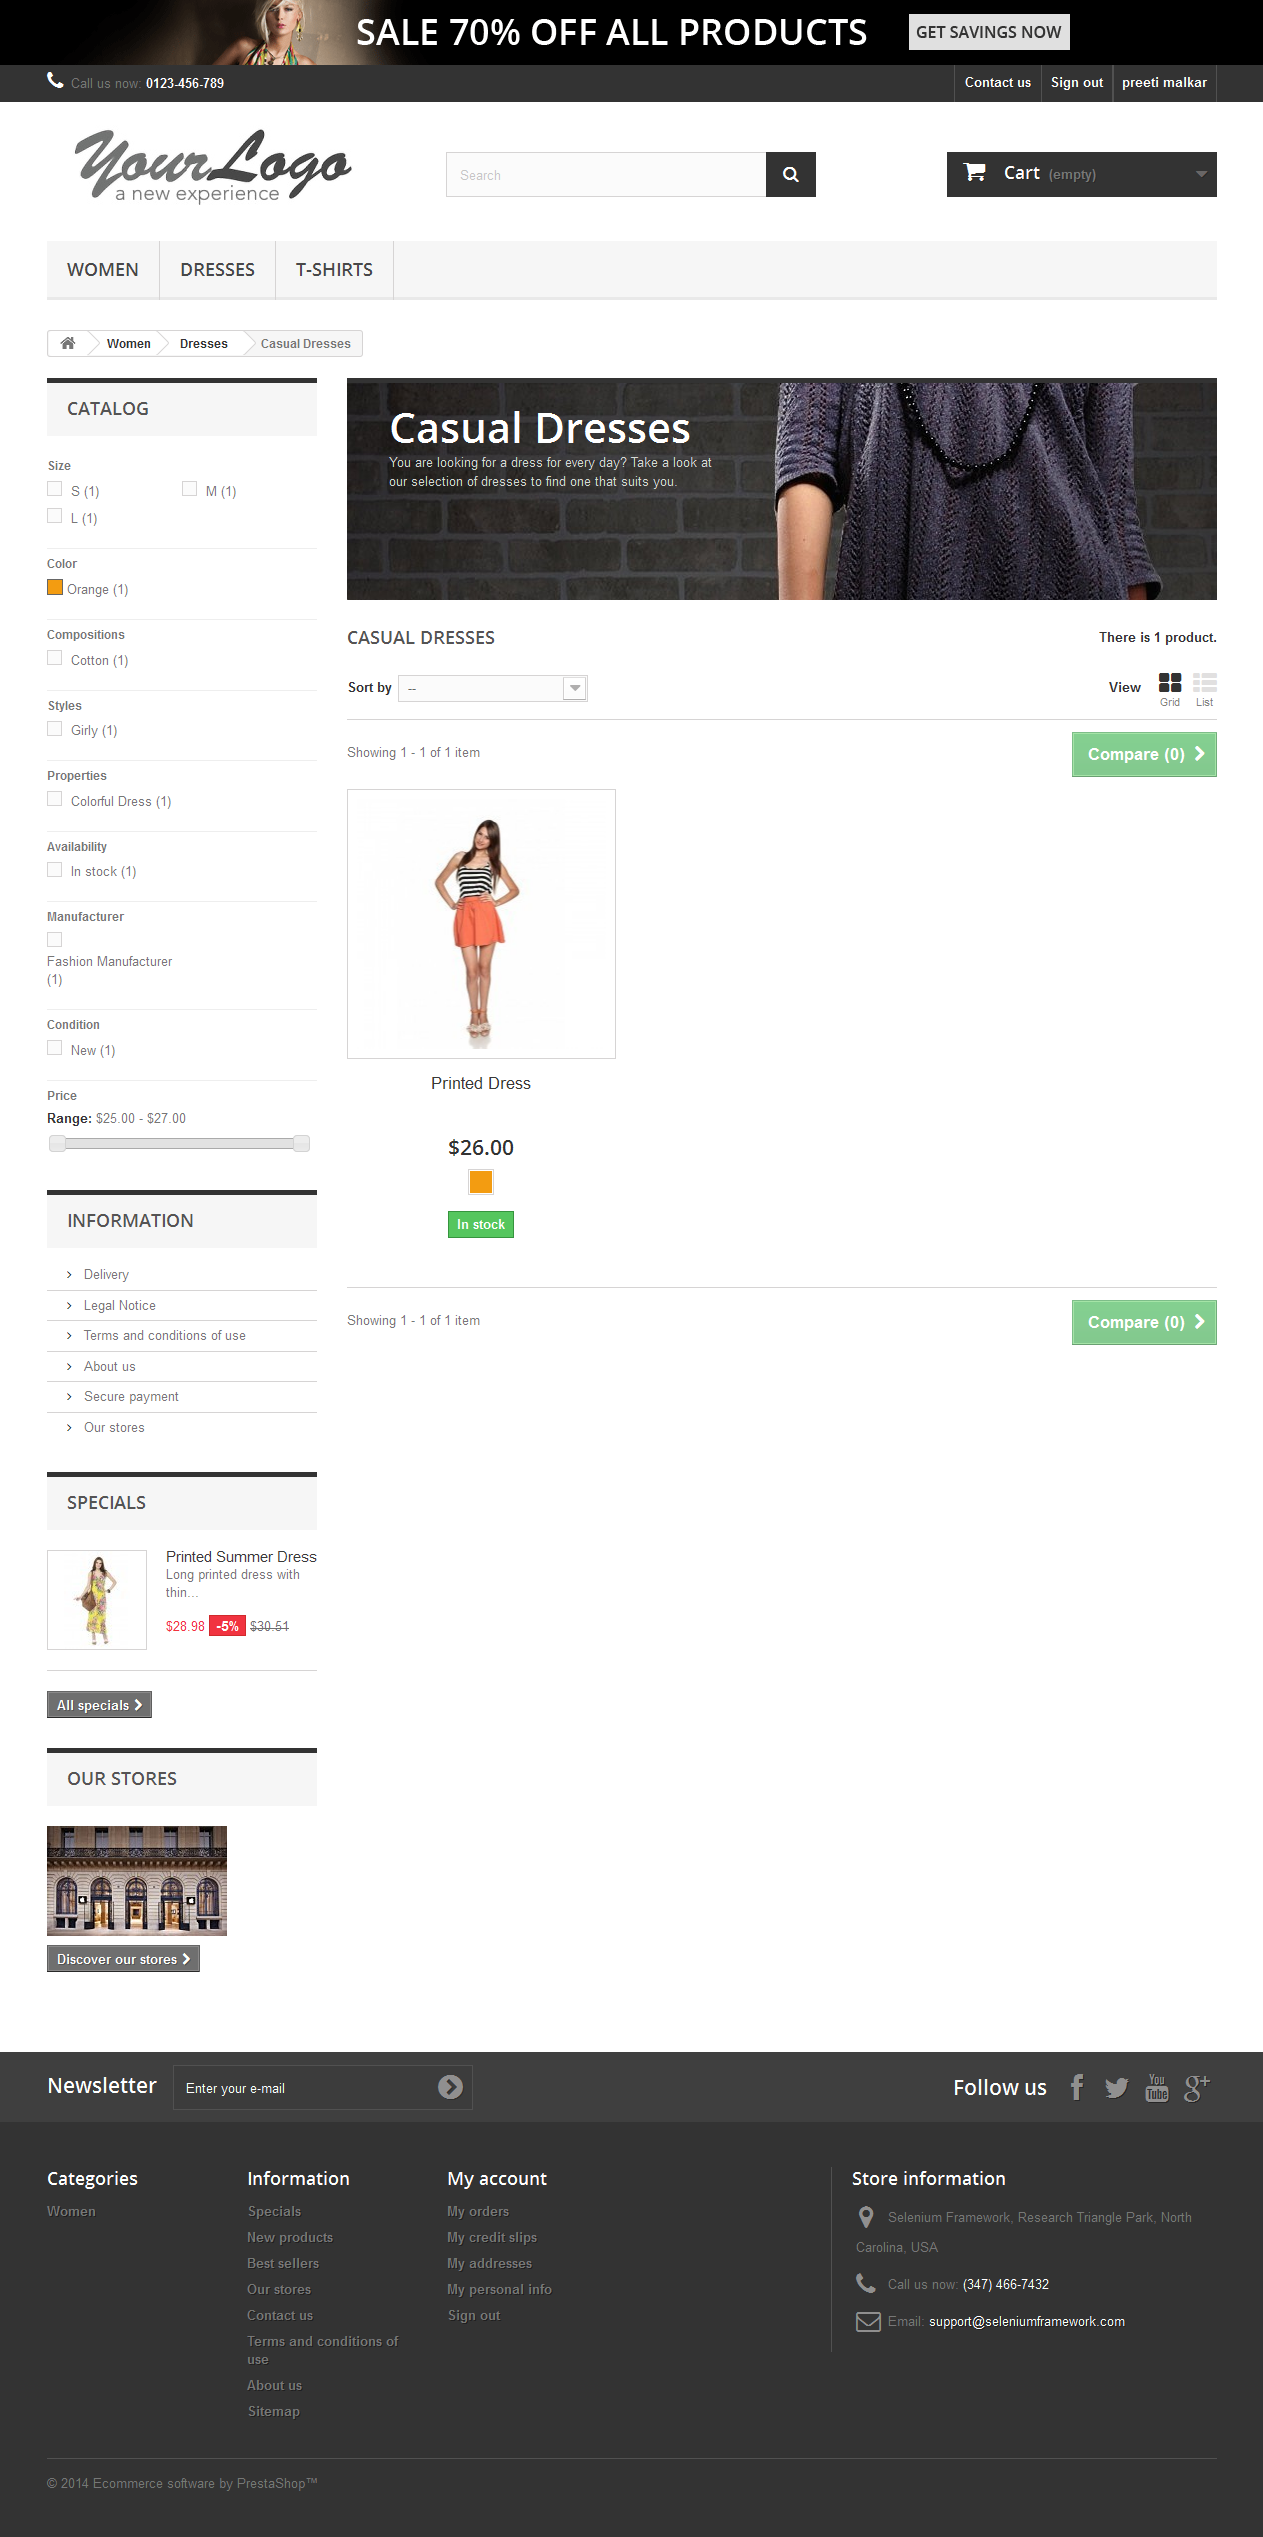 SALE 70% OFF ALL PRODUCTS
GET SAVINGS NOW
Call us now: 0123-456-789
Contact us
Sign out
preeti malkar
YourLogo
a new experience
Search
Cart (empty)
WOMEN
DRESSES
T-SHIRTS
Women
Dresses
Casual Dresses
CATALOG
Size
S (1)
M (1)
L (1)
Color
Orange (1)
Compositions
Cotton (1)
Styles
Girly (1)
Properties
Colorful Dress (1)
Availability
In stock (1)
Manufacturer
Fashion Manufacturer
(1)
Condition
New (1)
Price
Range: $25.00 - $27.00
INFORMATION
Delivery
Legal Notice
Terms and conditions of use
About us
Secure payment
Our stores
SPECIALS
Printed Summer Dress
Long printed dress with
thin...
$28.98 -5% $30.51
All specials
OUR STORES
Discover our stores
Casual Dresses
You are looking for a dress for every day? Take a look at
our selection of dresses to find one that suits you.
CASUAL DRESSES
There is 1 product.
Sort by
--
View
Grid
List
Showing 1 - 1 of 1 item
Compare (0)
Printed Dress
$26.00
In stock
Showing 1 - 1 of 1 item
Compare (0)
Newsletter
Enter your e-mail
Follow us
You
Tube
g+
Categories
Women
Information
Specials
New products
Best sellers
Our stores
Contact us
Terms and conditions of
use
About us
Sitemap
My account
My orders
My credit slips
My addresses
My personal info
Sign out
Store information
Selenium Framework, Research Triangle Park, North
Carolina, USA
Call us now: (347) 466-7432
Email: support@seleniumframework.com
© 2014 Ecommerce software by PrestaShop™